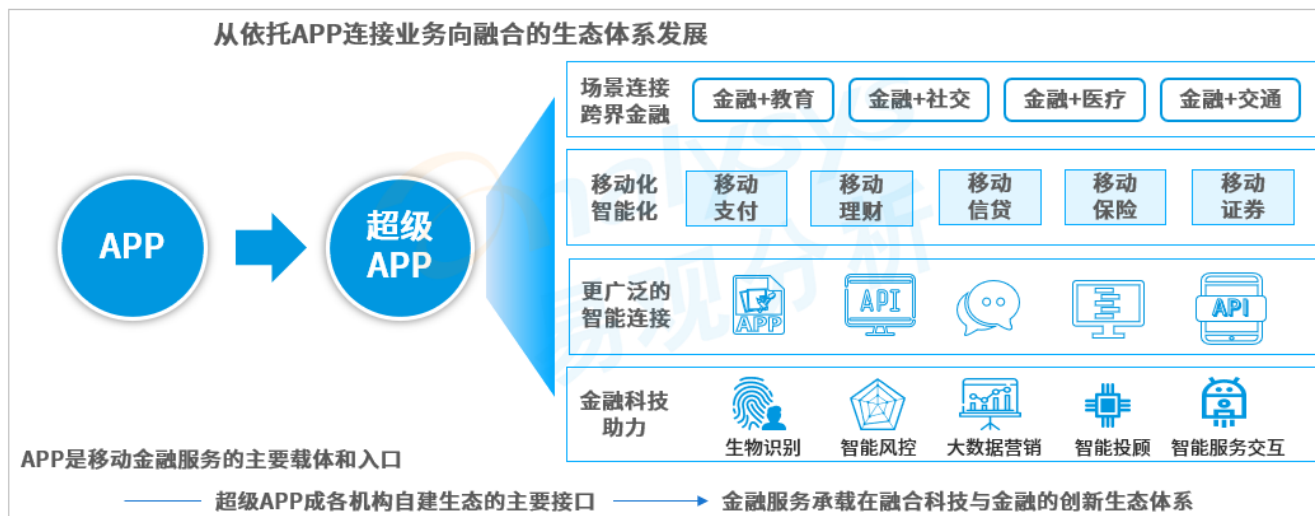 从依托APP连接业务向融合的生态体系发展
APP
超级
APP
场景连接
跨界金融
金融+教育
金融+社交
金融+医疗
金融+交通
移动化
智能化
移动
支付
移动
理财
移动
信贷
移动
保险
移动
证券
更广泛的
智能连接
APP
API
API
金融科技
助力
生物识别
智能风控
大数据营销
智能投顾
智能服务交互
APP是移动金融服务的主要载体和入口
超级APP成各机构自建生态的主要接口
金融服务承载在融合科技与金融的创新生态体系
nalysys
易观分析